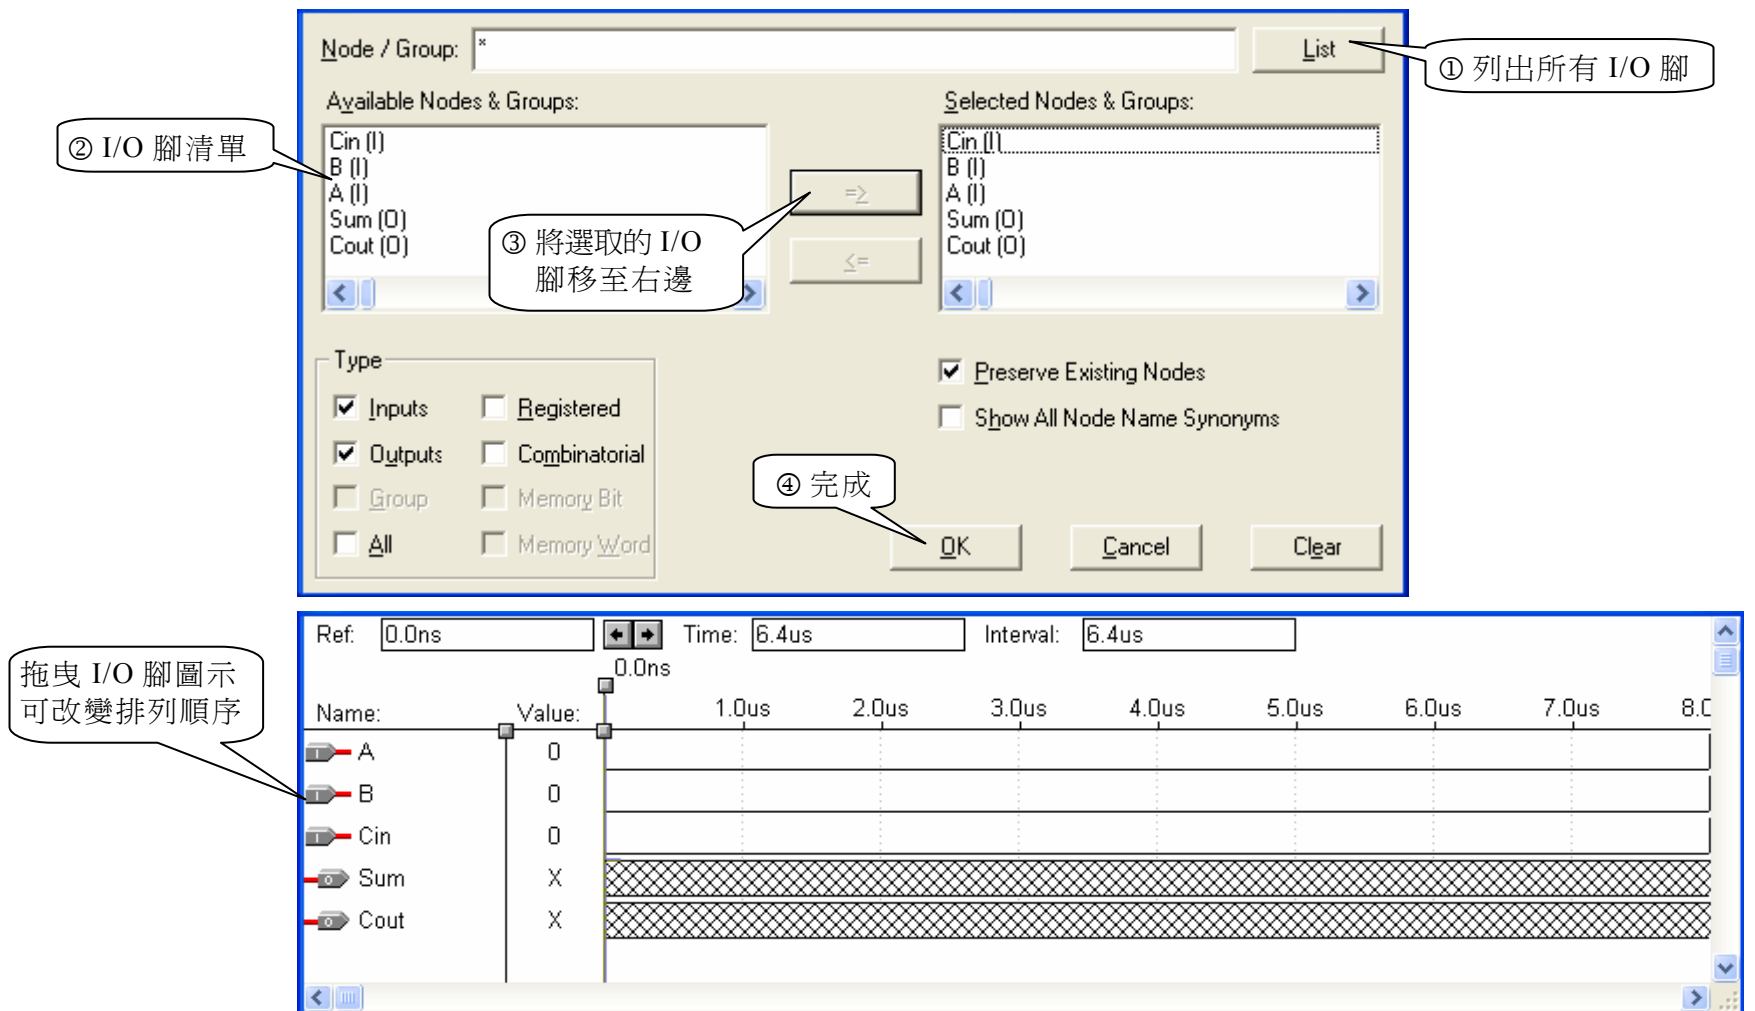 Node / Group: *
List
① 列出所有 I/O 腳
Available Nodes & Groups:
Selected Nodes & Groups:
② I/O 腳清單
Cin (I)
B (I)
A (I)
Sum (O)
Cout (O)
=>
<=
③ 將選取的 I/O
腳移至右邊
Cin (I)
B (I)
A (I)
Sum (O)
Cout (O)
Type
Inputs
Registered
Outputs
Combinatorial
Group
Memory Bit
All
Memory Word
Preserve Existing Nodes
Show All Node Name Synonyms
④ 完成
OK
Cancel
Clear
Ref: 0.0ns
Time: 6.4us
Interval: 6.4us
0.0ns
拖曳 I/O 腳圖示
可改變排列順序
Name: Value: 1.0us 2.0us 3.0us 4.0us 5.0us 6.0us 7.0us 8.0
I A 0
I B 0
I Cin 0
O Sum X
O Cout X